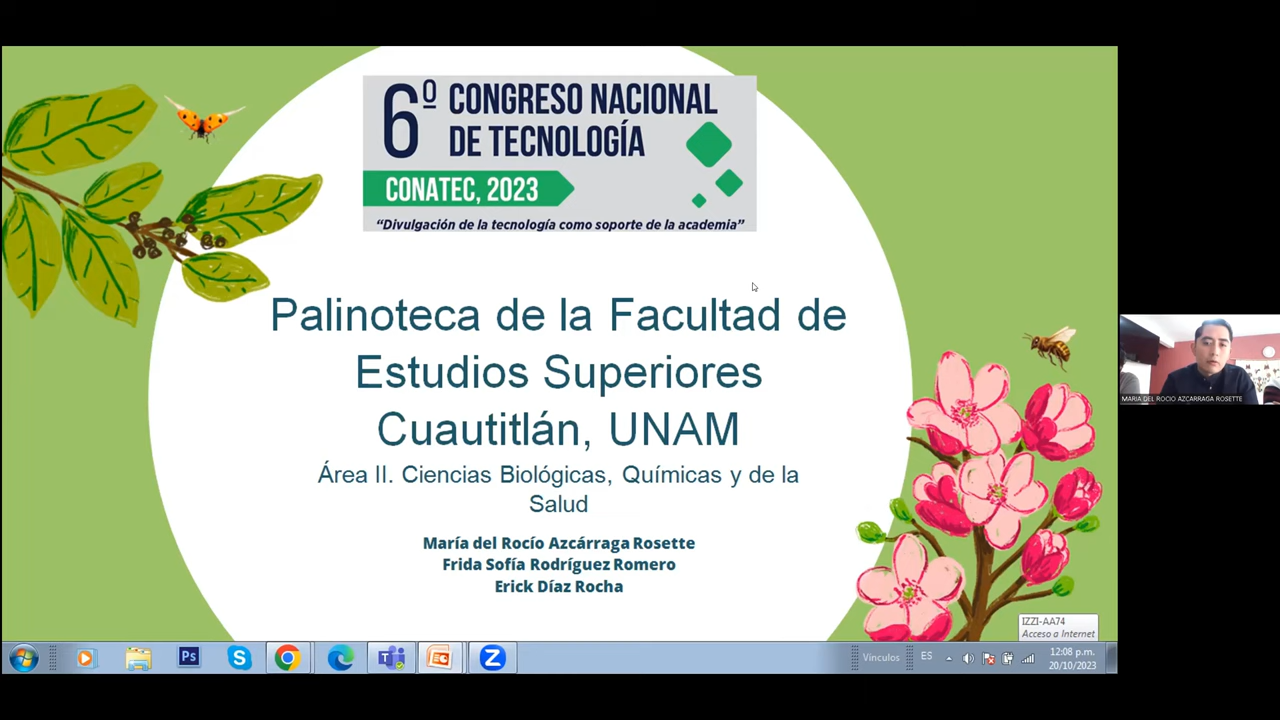 6º CONGRESO NACIONAL
DE TECNOLOGÍA
CONATEC, 2023
“Divulgación de la tecnología como soporte de la academia”
Palinoteca de la Facultad de
Estudios Superiores
Cuautitlán, UNAM
Área II. Ciencias Biológicas, Químicas y de la
Salud
María del Rocío Azcárraga Rosette
Frida Sofía Rodríguez Romero
Erick Díaz Rocha
MARIA DEL ROCIO AZCARRAGA ROSETTE
IZZI-AA74
Acceso a Internet
Ps
Vínculos
ES
12:08 p.m.
20/10/2023